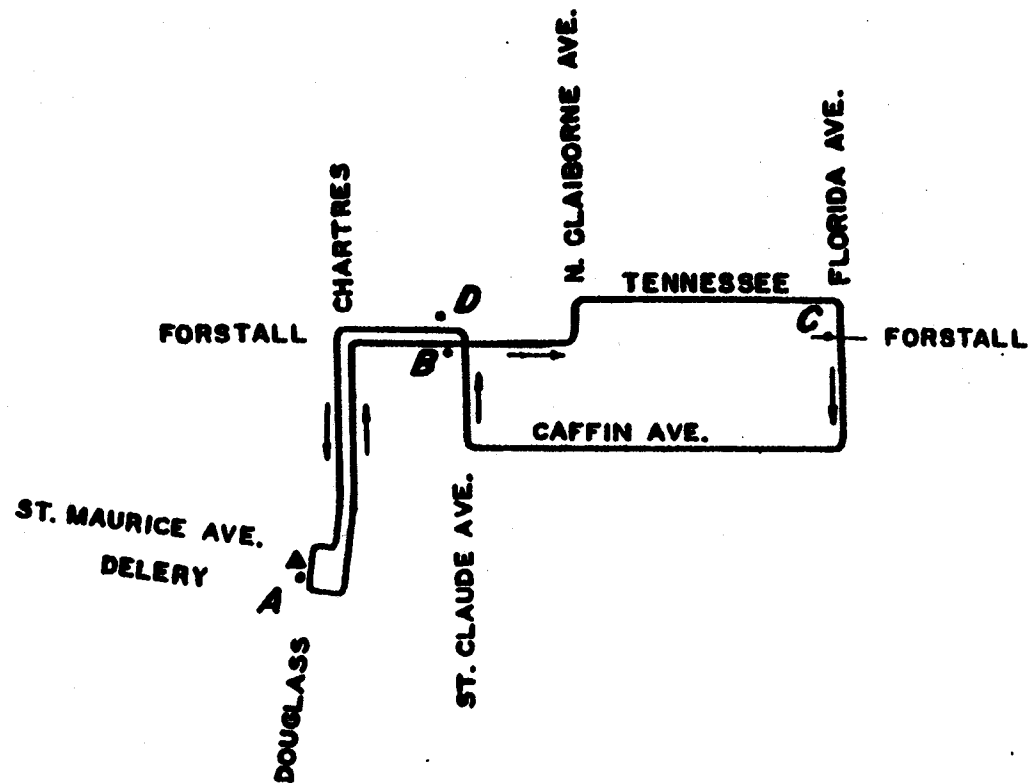 N. CLAIBORNE AVE.
FLORIDA AVE.
CHARTRES
TENNESSEE
D
C
FORSTALL
FORSTALL
B
CAFFIN AVE.
ST. MAURICE AVE.
DELERY
A
ST. CLAUDE AVE.
DOUGLASS